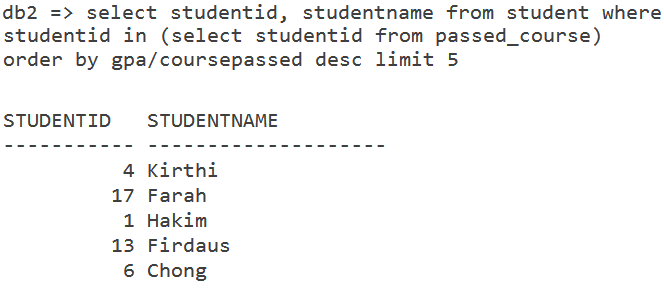 db2 => select studentid, studentname from student where
studentid in (select studentid from passed_course)
order by gpa/coursepassed desc limit 5
STUDENTID   STUDENTNAME
----------- --------------------
          4 Kirthi
         17 Farah
          1 Hakim
         13 Firdaus
          6 Chong